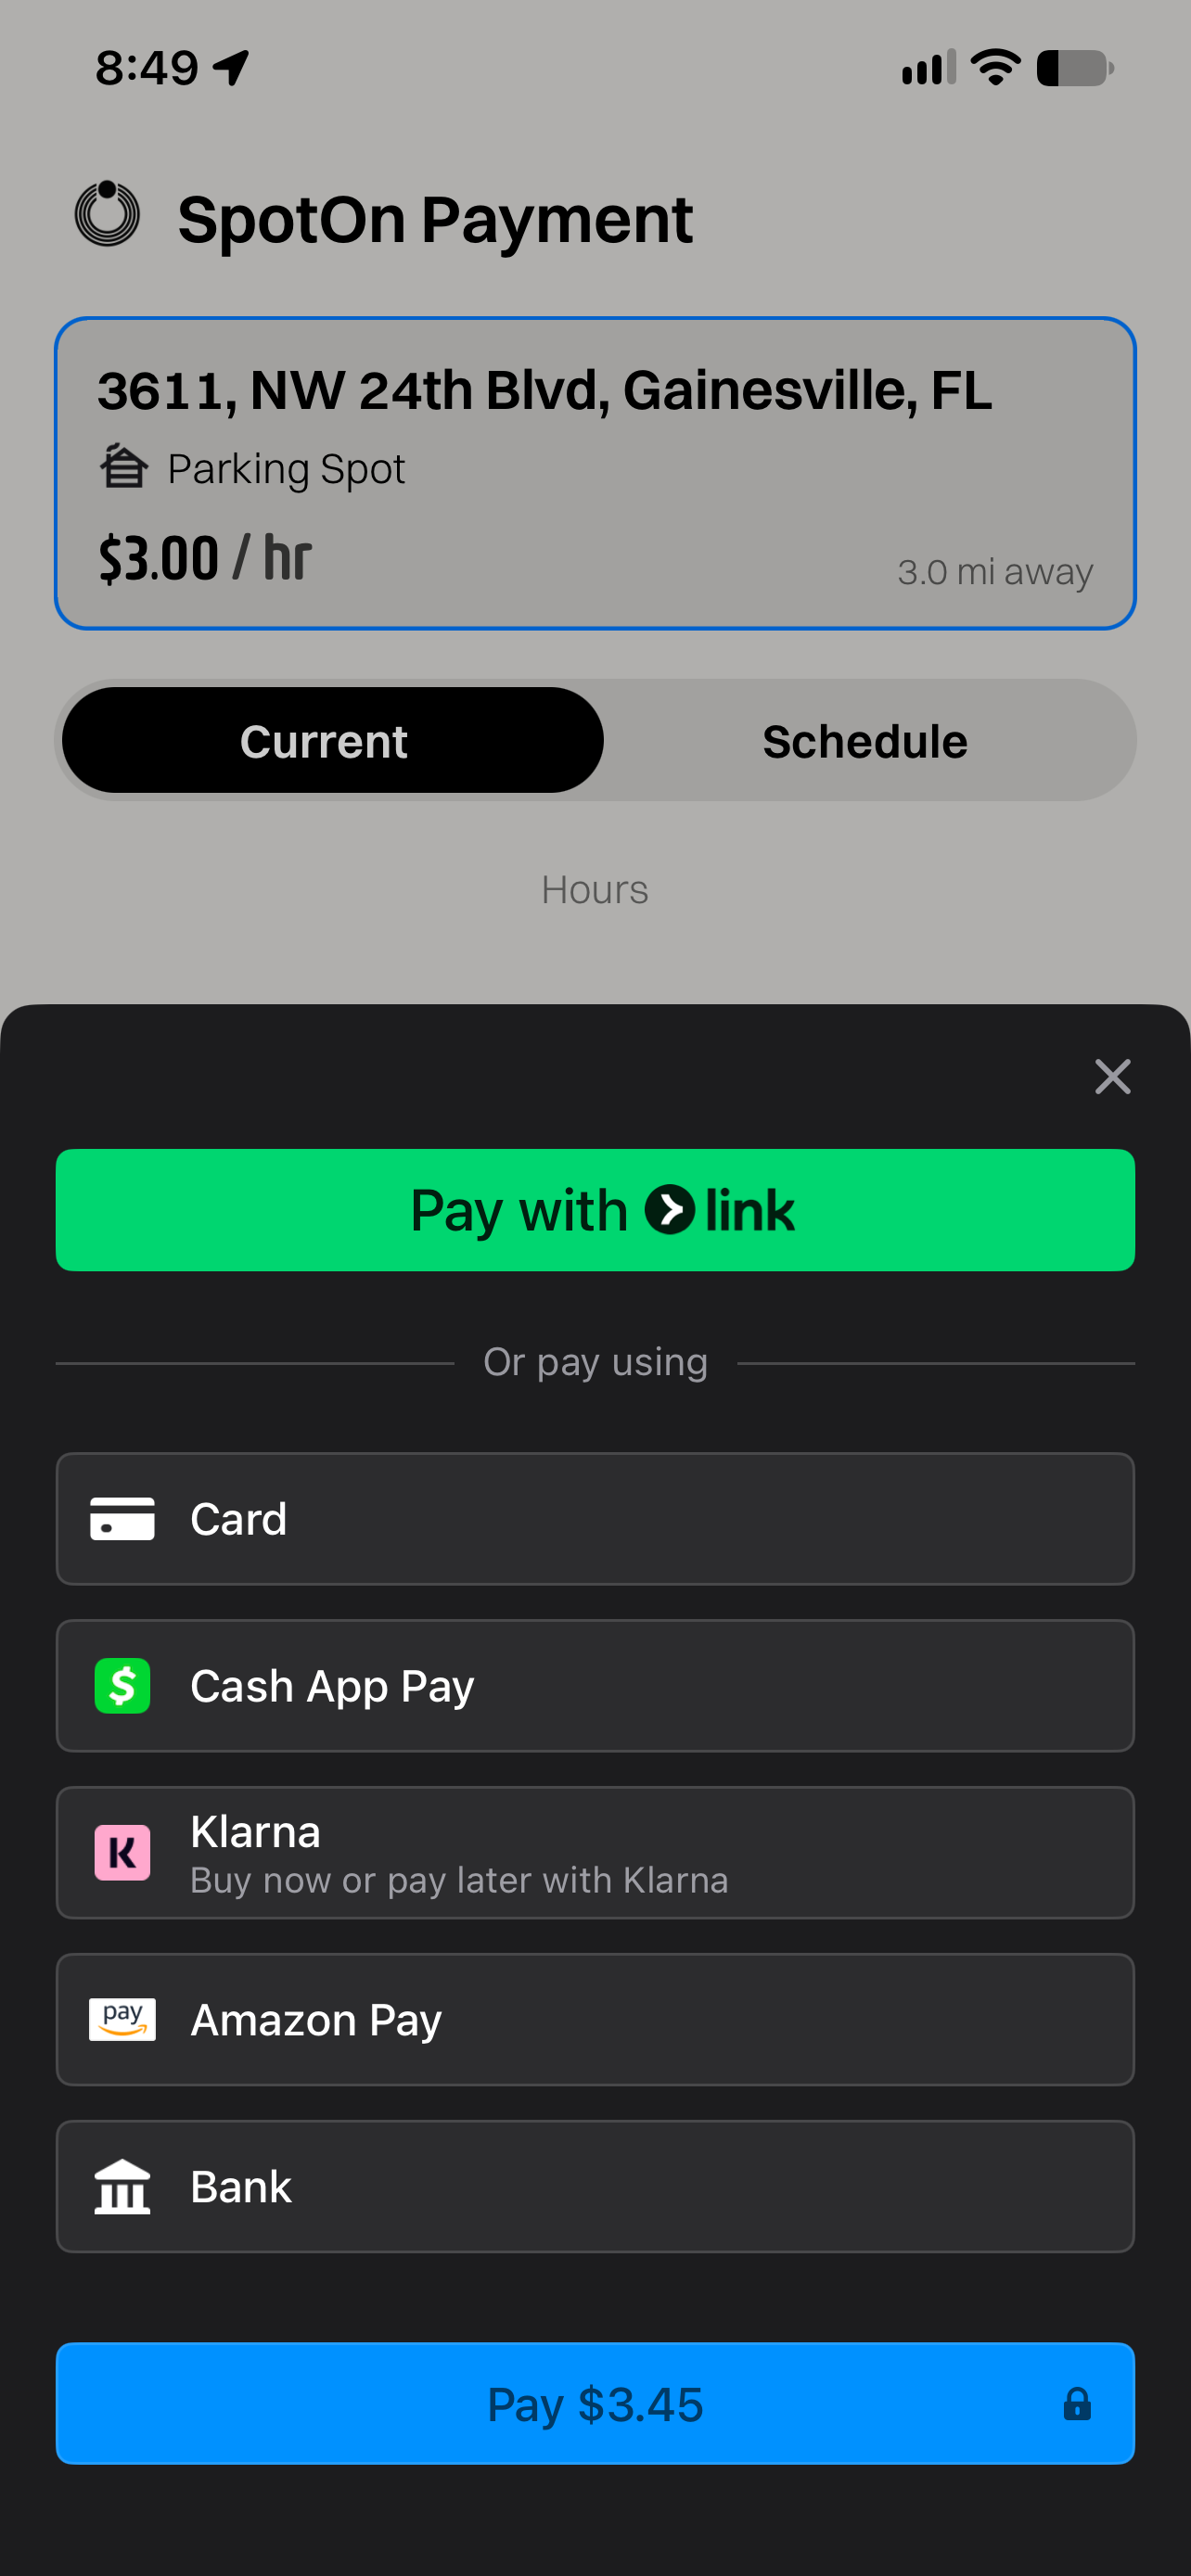 8:49
SpotOn Payment
3611, NW 24th Blvd, Gainesville, FL
Parking Spot
$3.00 / hr
3.0 mi away
Current
Schedule
Hours
Pay with link
Or pay using
Card
Cash App Pay
Klarna
Buy now or pay later with Klarna
pay
Amazon Pay
Bank
Pay $3.45